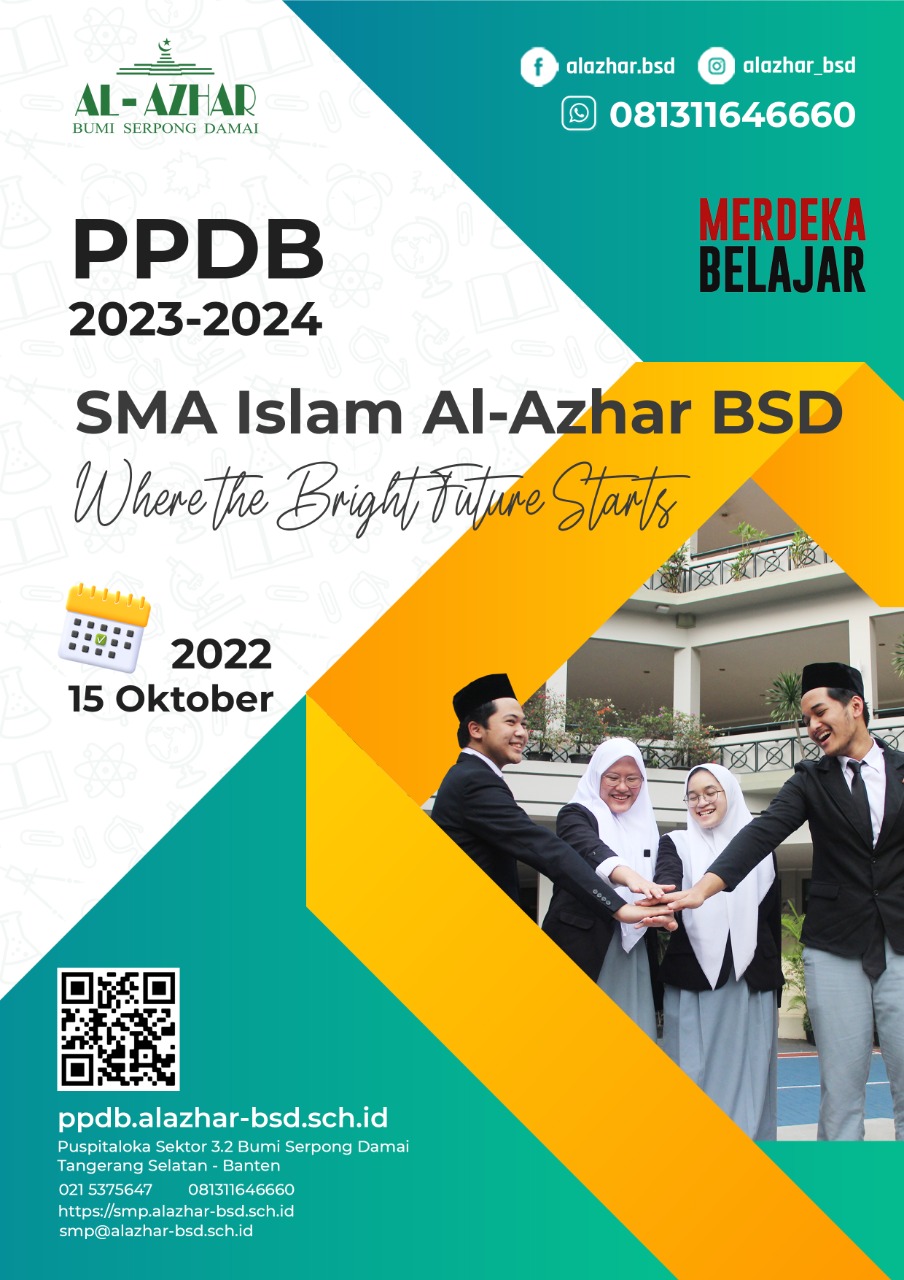 AL-AZHAR
BUMI SERPONG DAMAI
alazhar.bsd
alazhar_bsd
081311646660
MERDEKA
BELAJAR
PPDB
2023-2024
SMA Islam Al-Azhar BSD
Where the Bright Future Starts
2022
15 Oktober
ppdb.alazhar-bsd.sch.id
Puspitaloka Sektor 3.2 Bumi Serpong Damai
Tangerang Selatan - Banten
021 5375647 081311646660
https://smp.alazhar-bsd.sch.id
smp@alazhar-bsd.sch.id